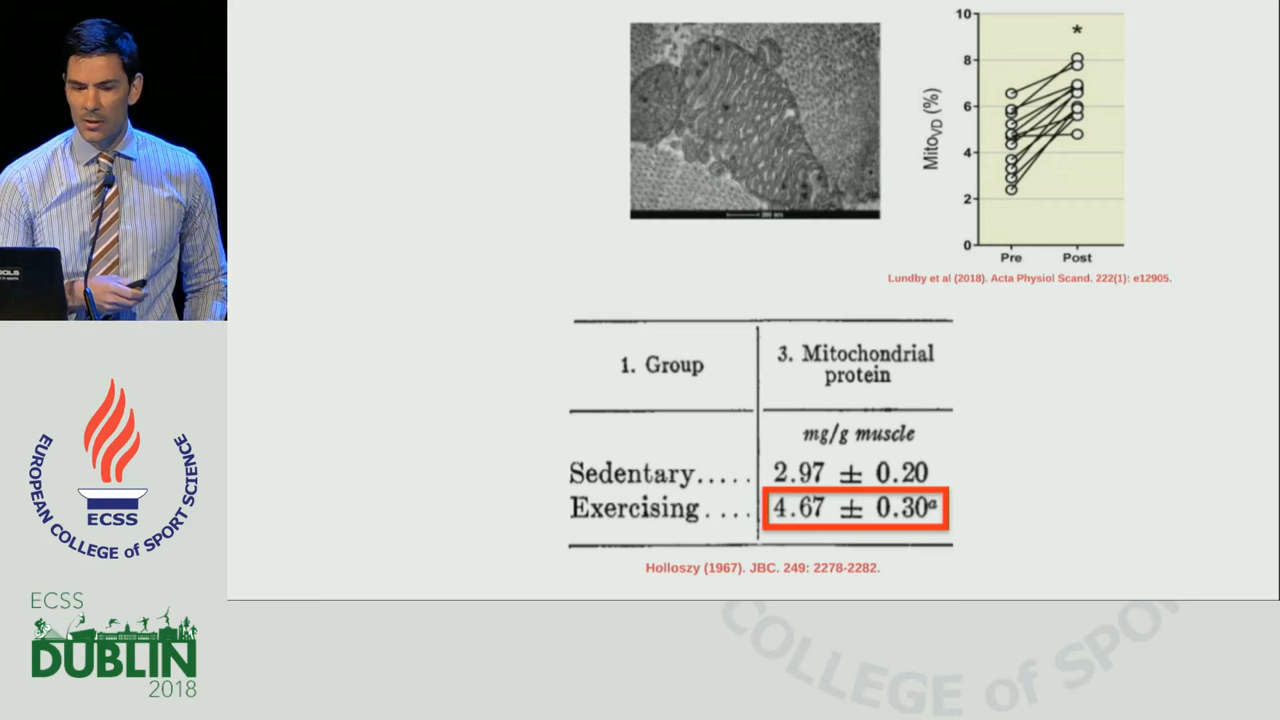 10
*
8
6
4
2
0
MitoVD (%)
Pre
Post
Lundby et al (2018). Acta Physiol Scand. 222(1): e12905.
1. Group
3. Mitochondrial
protein
mg/g muscle
Sedentary..... 2.97 ± 0.20
Exercising.... 4.67 ± 0.30a
Holloszy (1967). JBC. 249: 2278-2282.
EUROPEAN COLLEGE OF SPORT SCIENCE
ECSS
ECSS
DUBLIN
2018
COLLEGE of SPOR